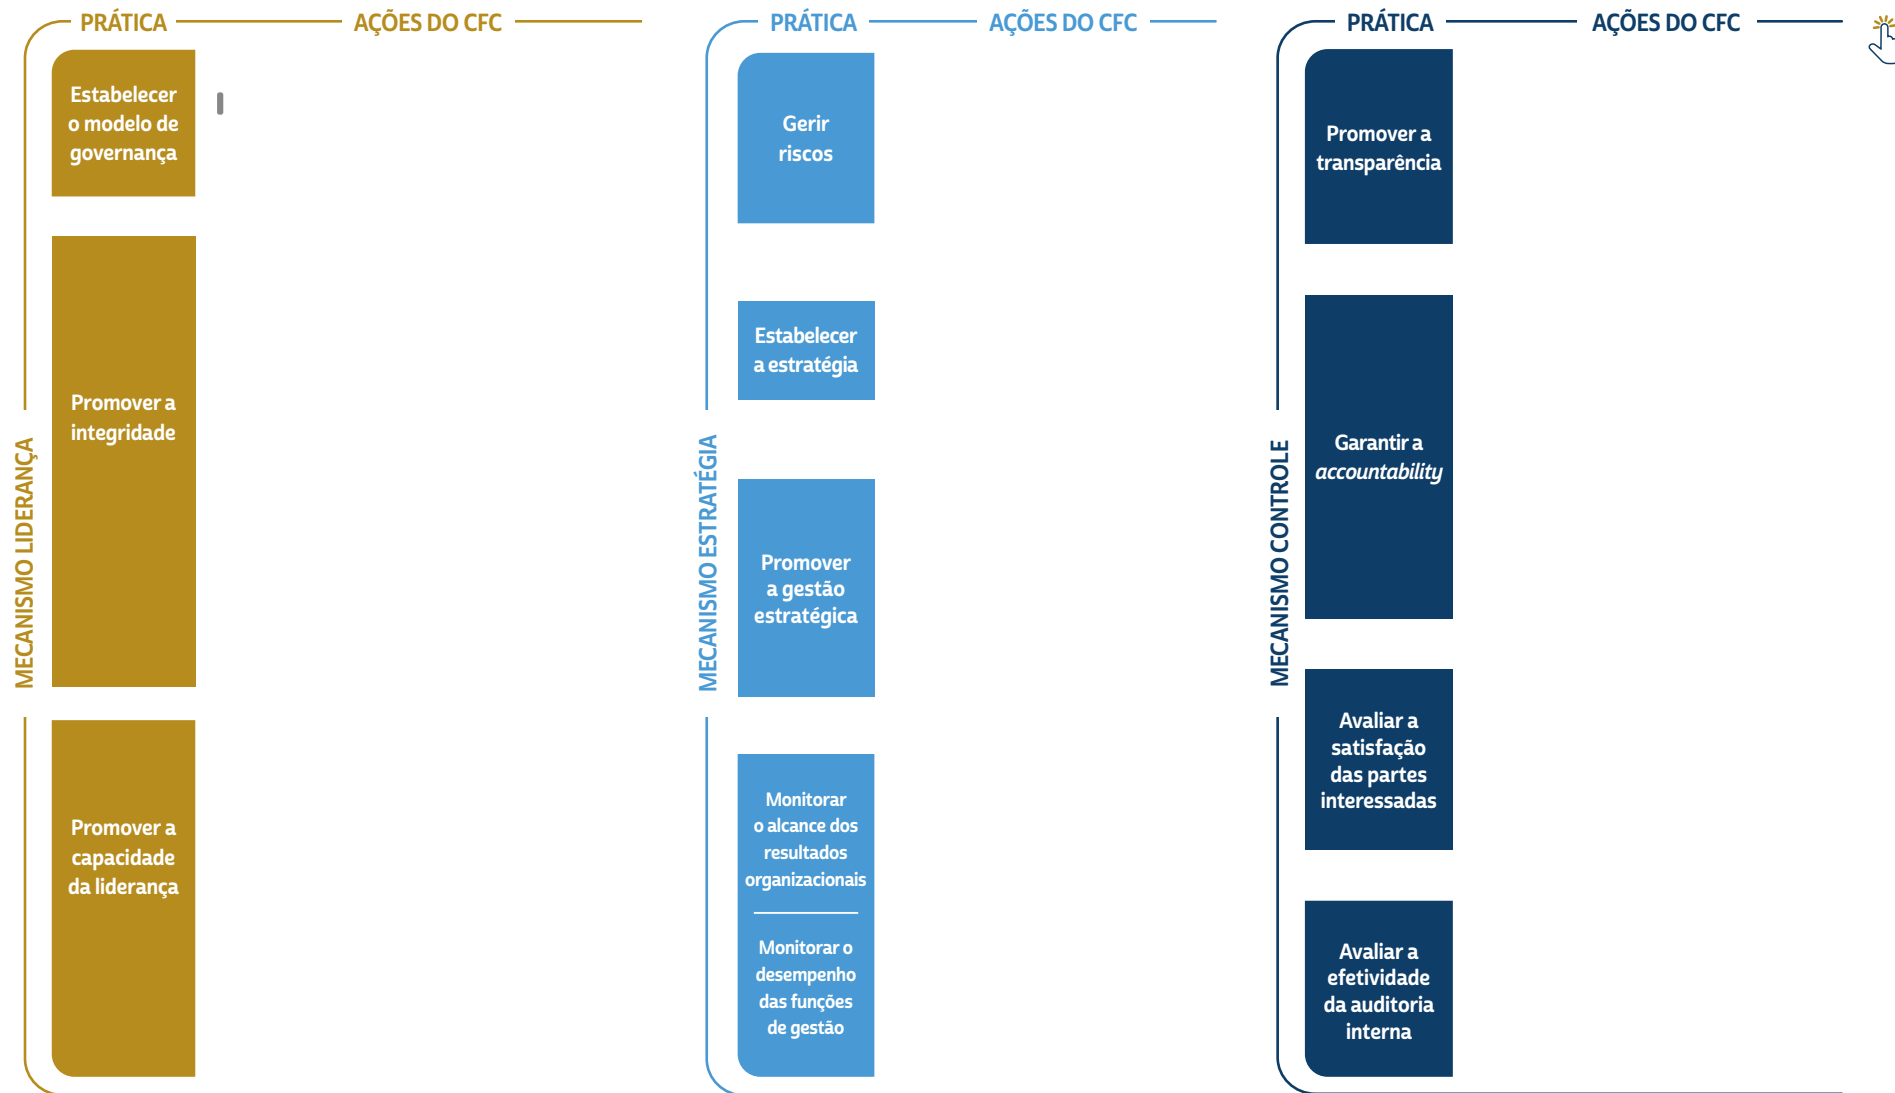 PRÁTICA
AÇÕES DO CFC
MECANISMO LIDERANÇA
Estabelecer
o modelo de
governança
Promover a
integridade
Promover a
capacidade
da liderança
PRÁTICA
AÇÕES DO CFC
MECANISMO ESTRATÉGIA
Gerir
riscos
Estabelecer
a estratégia
Promover
a gestão
estratégica
Monitorar
o alcance dos
resultados
organizacionais
Monitorar o
desempenho
das funções
de gestão
PRÁTICA
AÇÕES DO CFC
MECANISMO CONTROLE
Promover a
transparência
Garantir a
accountability
Avaliar a
satisfação
das partes
interessadas
Avaliar a
efetividade
da auditoria
interna